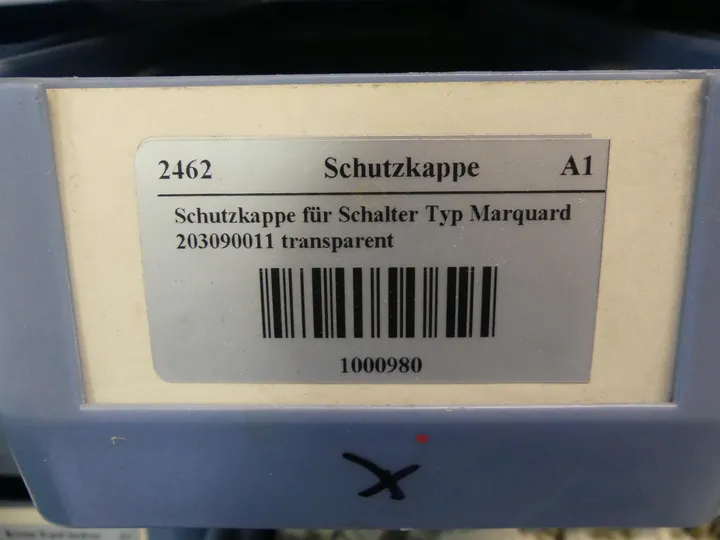 2462 Schutzkappe A1
Schutzkappe für Schalter Typ Marquard
203090011 transparent
1000980
X